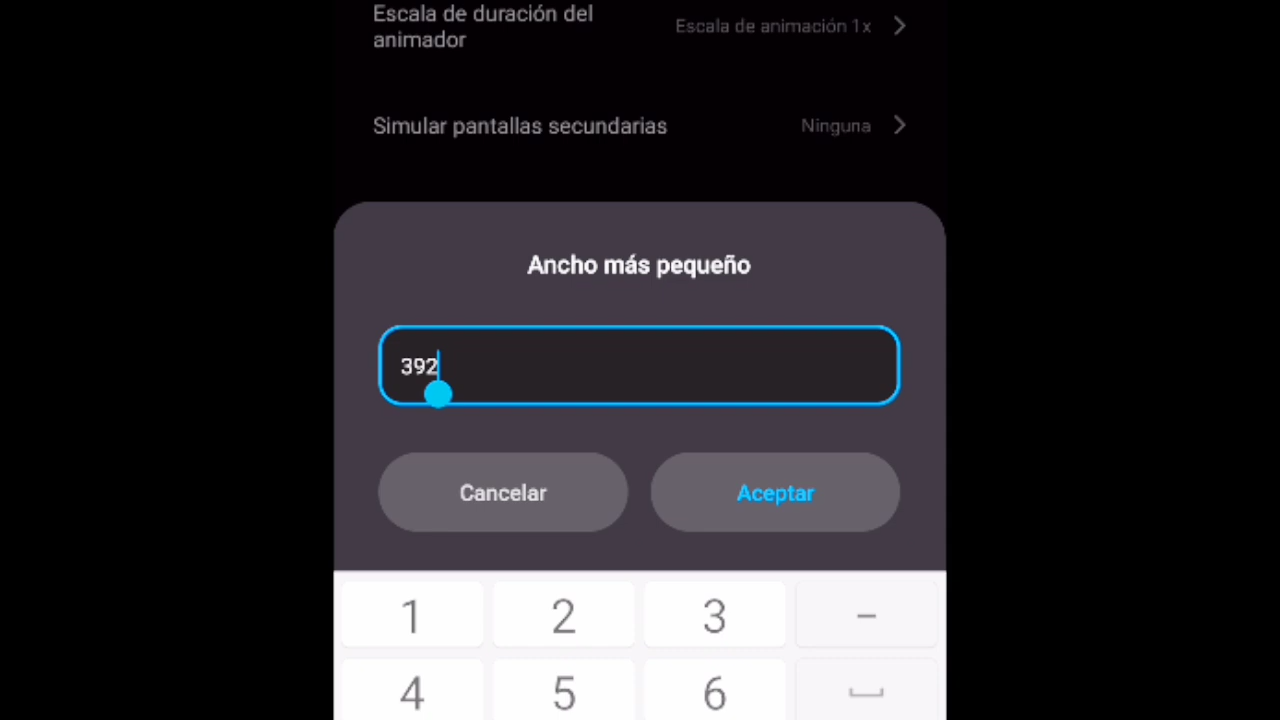 Escala de duración del
animador
Escala de animación 1x
Simular pantallas secundarias
Ninguna
Ancho más pequeño
392
Cancelar
Aceptar
1 2 3 –
4 5 6